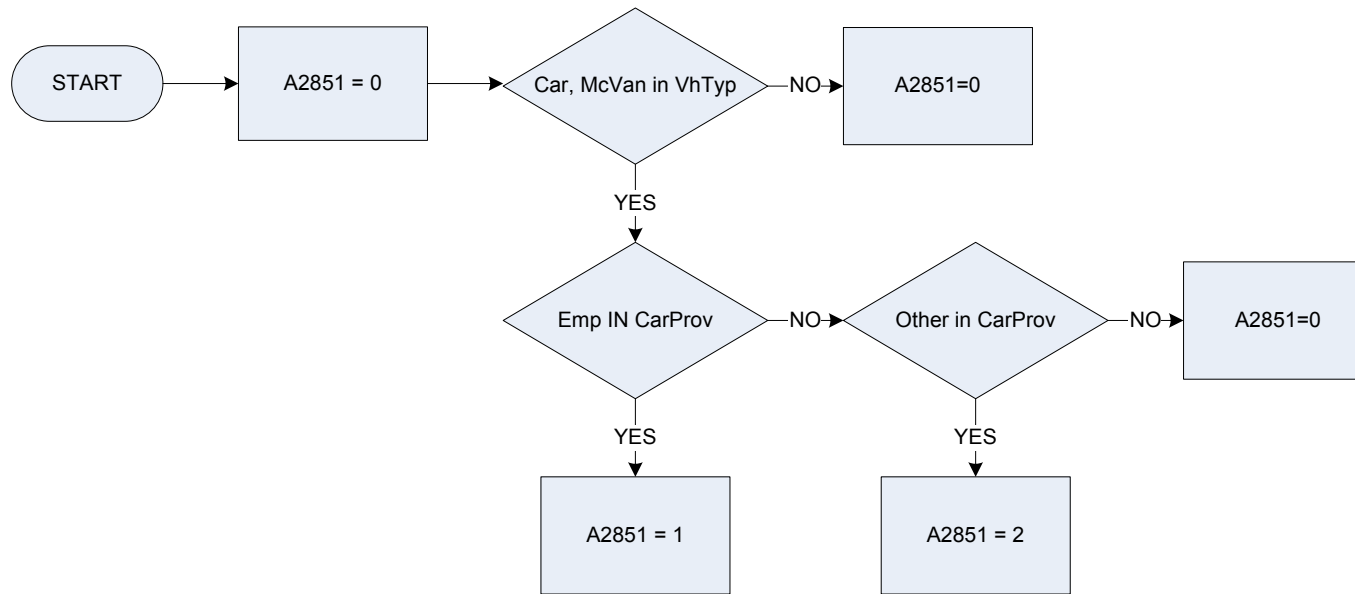 START
A2851 = 0
Car, McVan in VhTyp
NO
A2851=0
YES
Emp IN CarProv
NO
Other in CarProv
NO
A2851=0
YES
YES
A2851 = 1
A2851 = 2